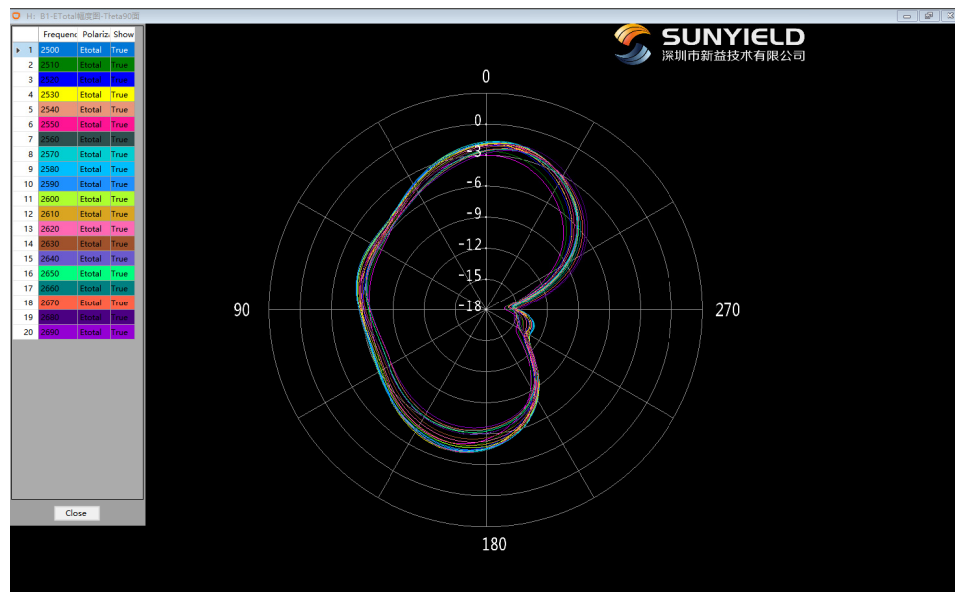 H: B1-ETotal幅度图-Theta90图
SUNYIELD
深圳市新益技术有限公司
Frequenc Polariz Show
1 2500 Etotal True
2 2510 Etotal True
3 2520 Etotal True
4 2530 Etotal True
5 2540 Etotal True
6 2550 Etotal True
7 2560 Etotal True
8 2570 Etotal True
9 2580 Etotal True
10 2590 Etotal True
11 2600 Etotal True
12 2610 Etotal True
13 2620 Etotal True
14 2630 Etotal True
15 2640 Etotal True
16 2650 Etotal True
17 2660 Etotal True
18 2670 Etotal True
19 2680 Etotal True
20 2690 Etotal True
Close
0
0
-3
-6
-9
-12
-15
-18
90
270
180